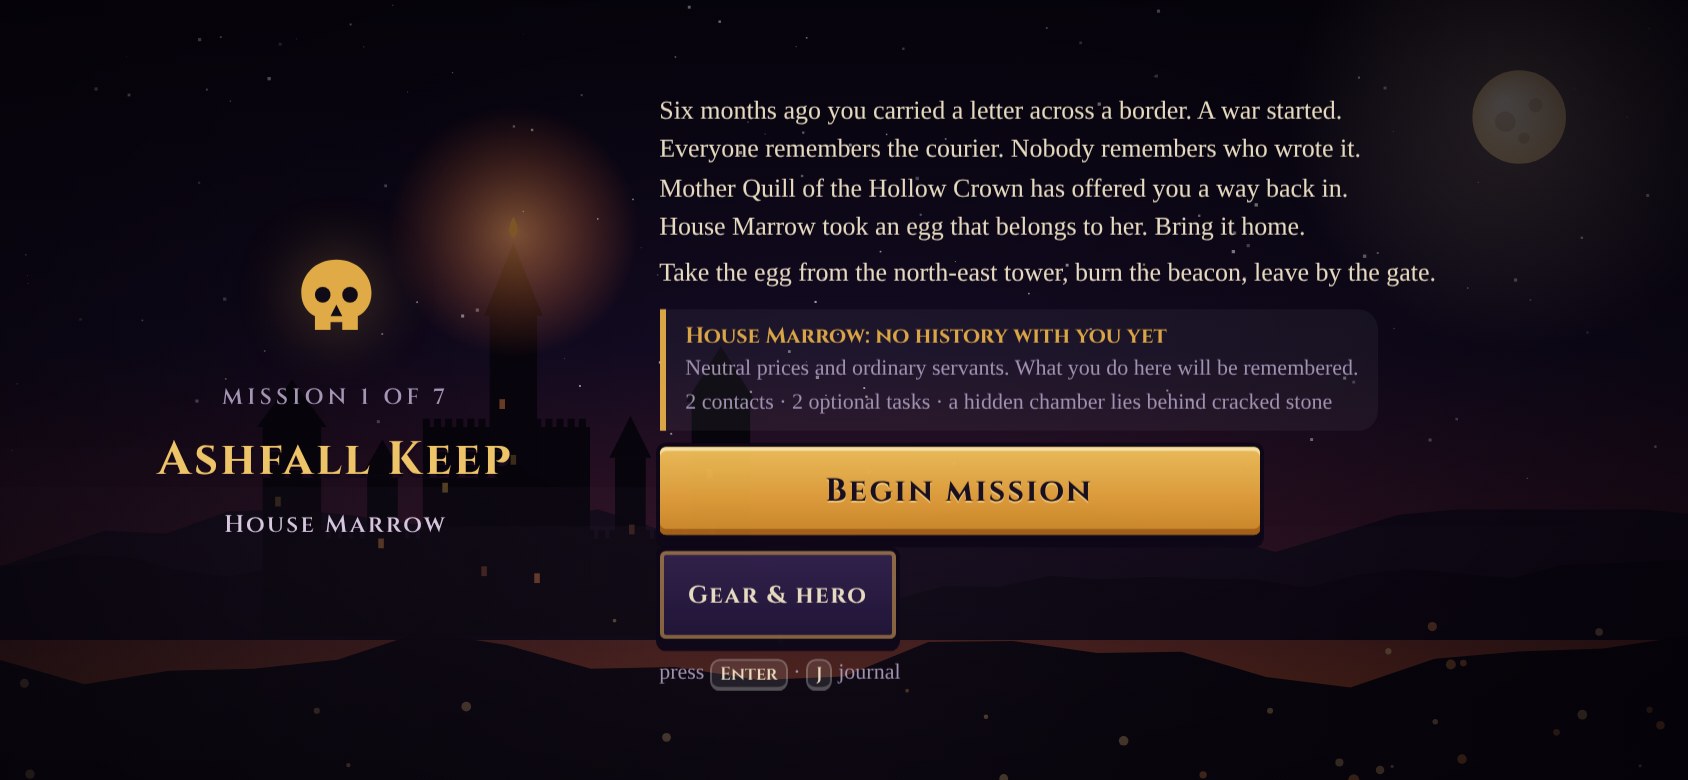 Six months ago you carried a letter across a border. A war started.
Everyone remembers the courier. Nobody remembers who wrote it.
Mother Quill of the Hollow Crown has offered you a way back in.
House Marrow took an egg that belongs to her. Bring it home.
Take the egg from the north-east tower, burn the beacon, leave by the gate.
MISSION 1 OF 7
Ashfall Keep
House Marrow
House Marrow: no history with you yet
Neutral prices and ordinary servants. What you do here will be remembered.
2 contacts · 2 optional tasks · a hidden chamber lies behind cracked stone
Begin mission
Gear & hero
press Enter · J journal